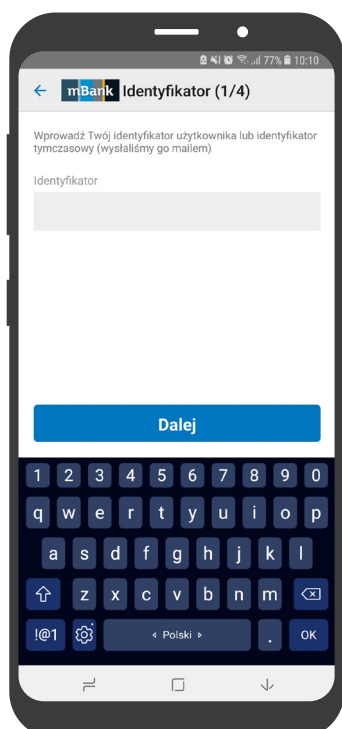 77% 10:10
mBank Identyfikator (1/4)
Wprowadź Twój identyfikator użytkownika lub identyfikator
tymczasowy (wysłaliśmy go mailem)
Identyfikator
Dalej
1 2 3 4 5 6 7 8 9 0
q w e r t y u i o p
a s d f g h j k l
z x c v b n m
!@1 Polski . OK